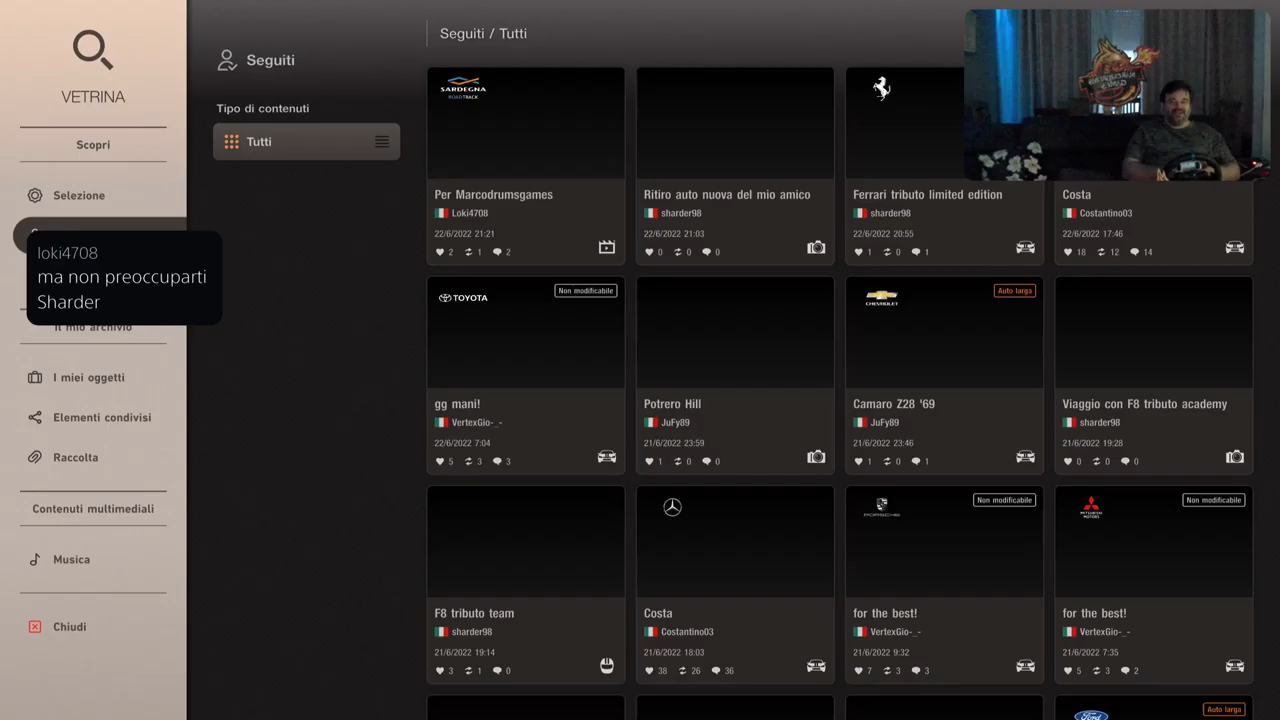 VETRINA
Scopri
Selezione
loki4708
ma non preoccuparti
Sharder
Il mio archivio
I miei oggetti
Elementi condivisi
Raccolta
Contenuti multimediali
Musica
Chiudi
Seguiti
Tipo di contenuti
Tutti
Seguiti / Tutti
SARDEGNA
ROAD TRACK
Per Marcodrumsgames
Loki4708
22/6/2022 21:21
2 1 2
Ritiro auto nuova del mio amico
sharder98
22/6/2022 21:03
0 0 0
Ferrari tributo limited edition
sharder98
22/6/2022 20:55
1 0 1
Costa
Costantino03
22/6/2022 17:46
18 12 14
TOYOTA
Non modificabile
gg mani!
VertexGio-_-
22/6/2022 7:04
5 3 3
Potrero Hill
JuFy89
21/6/2022 23:59
1 0 0
CHEVROLET
Auto larga
Camaro Z28 '69
JuFy89
21/6/2022 23:46
1 0 1
Viaggio con F8 tributo academy
sharder98
21/6/2022 19:28
0 0 0
F8 tributo team
sharder98
21/6/2022 19:14
3 1 0
Costa
Costantino03
21/6/2022 18:03
38 26 36
PORSCHE
Non modificabile
for the best!
VertexGio-_-
21/6/2022 9:32
7 3 3
MITSUBISHI
MOTORS
Non modificabile
for the best!
VertexGio-_-
21/6/2022 7:35
5 3 2
Ford
Auto larga